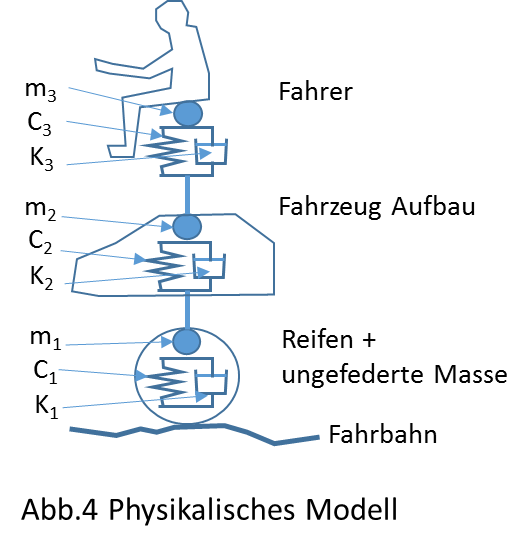 m₃
Fahrer
C₃
K₃
m₂
Fahrzeug Aufbau
C₂
K₂
m₁
Reifen +
C₁
ungefederte Masse
K₁
Fahrbahn
Abb.4 Physikalisches Modell